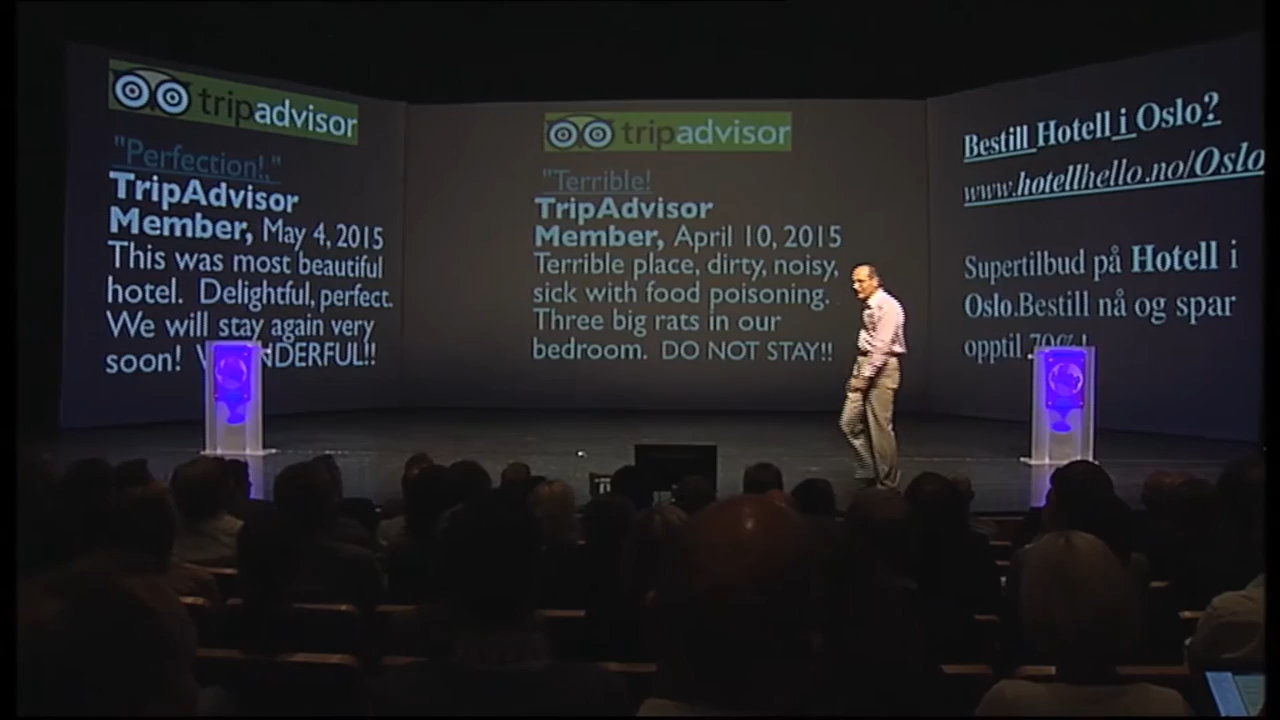 tripadvisor
"Perfection!."
TripAdvisor
Member, May 4, 2015
This was most beautiful
hotel. Delightful, perfect.
We will stay again very
soon! WONDERFUL!!
tripadvisor
"Terrible!
TripAdvisor
Member, April 10, 2015
Terrible place, dirty, noisy,
sick with food poisoning.
Three big rats in our
bedroom. DO NOT STAY!!
Bestill Hotell i Oslo?
www.hotellhello.no/Oslo
Supertilbud på Hotell i
Oslo.Bestill nå og spar
opptil 70%!